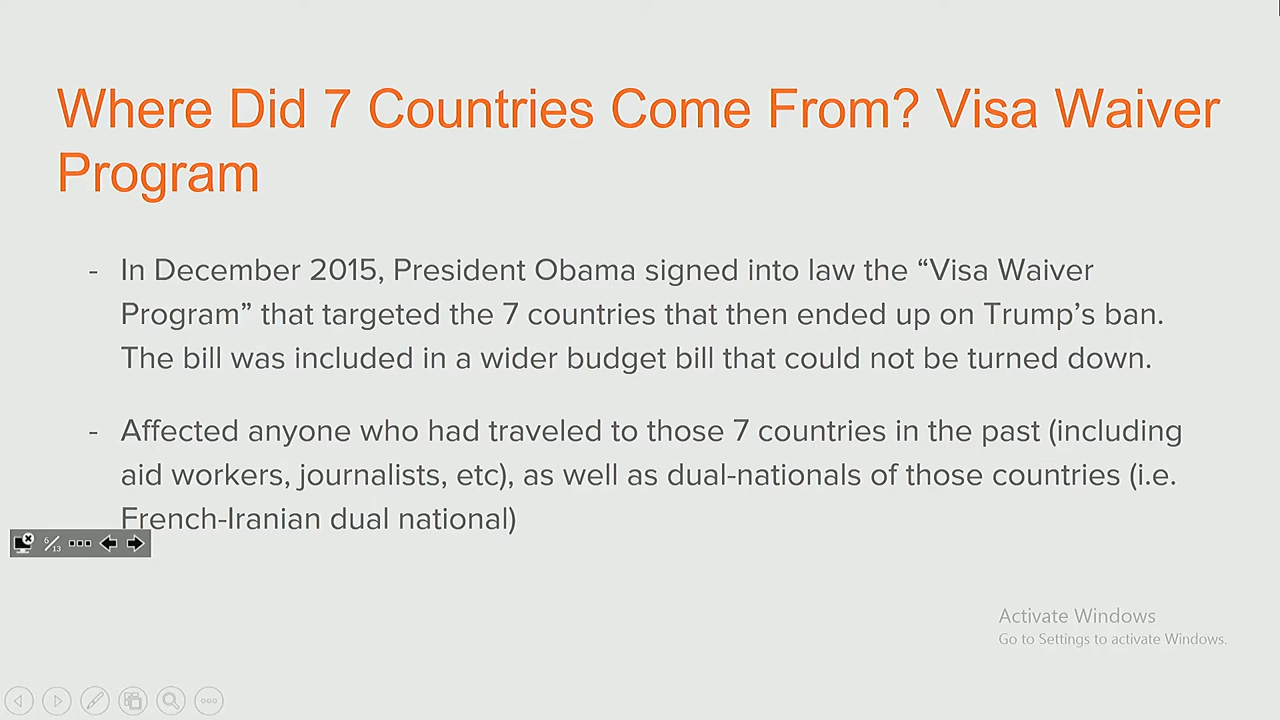 Where Did 7 Countries Come From? Visa Waiver
Program
- In December 2015, President Obama signed into law the “Visa Waiver
Program” that targeted the 7 countries that then ended up on Trump’s ban.
The bill was included in a wider budget bill that could not be turned down.
- Affected anyone who had traveled to those 7 countries in the past (including
aid workers, journalists, etc), as well as dual-nationals of those countries (i.e.
French-Iranian dual national)
6/13
Activate Windows
Go to Settings to activate Windows.